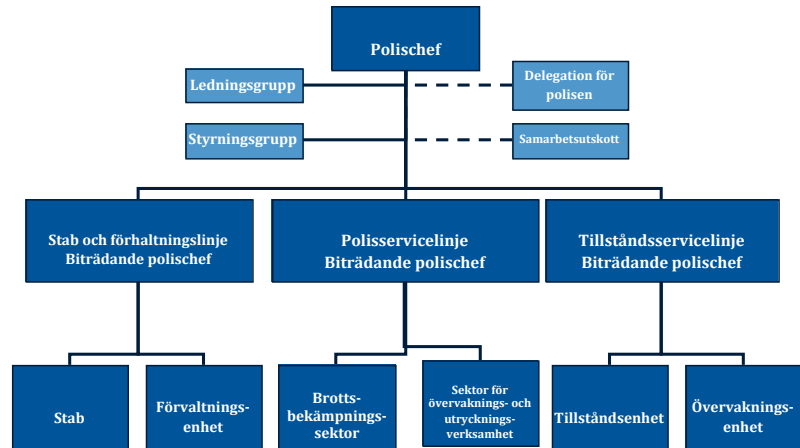 Polischef
Ledningsgrupp
Delegation för
polisen
Styrningsgrupp
Samarbetsutskott
Stab och förhaltningslinje
Biträdande polischef
Polisservicelinje
Biträdande polischef
Tillståndsservicelinje
Biträdande polischef
Stab
Förvaltnings-
enhet
Brotts-
bekämpnings-
sektor
Sektor för
övervaknings- och
utrycknings-
verksamhet
Tillståndsenhet
Övervaknings-
enhet